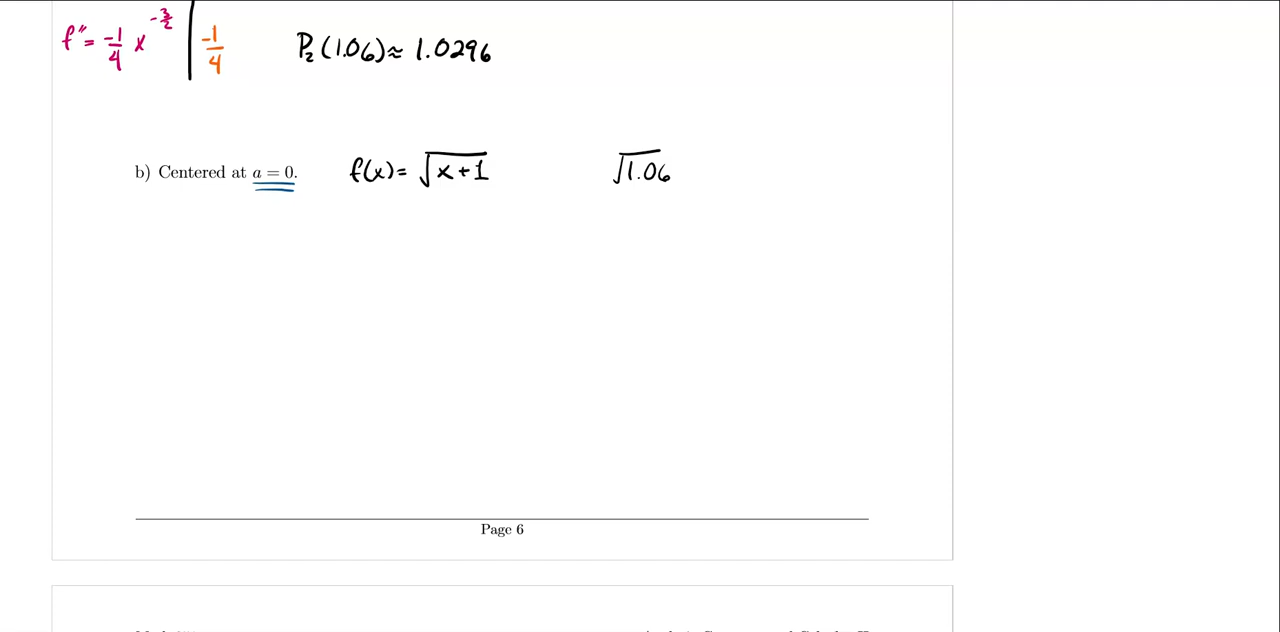 f″ = -1/4 x^(-3/2) | -1/4 P₂(1.06) ≈ 1.0296
b) Centered at a = 0. f(x) = √(x+1) √1.06
Page 6